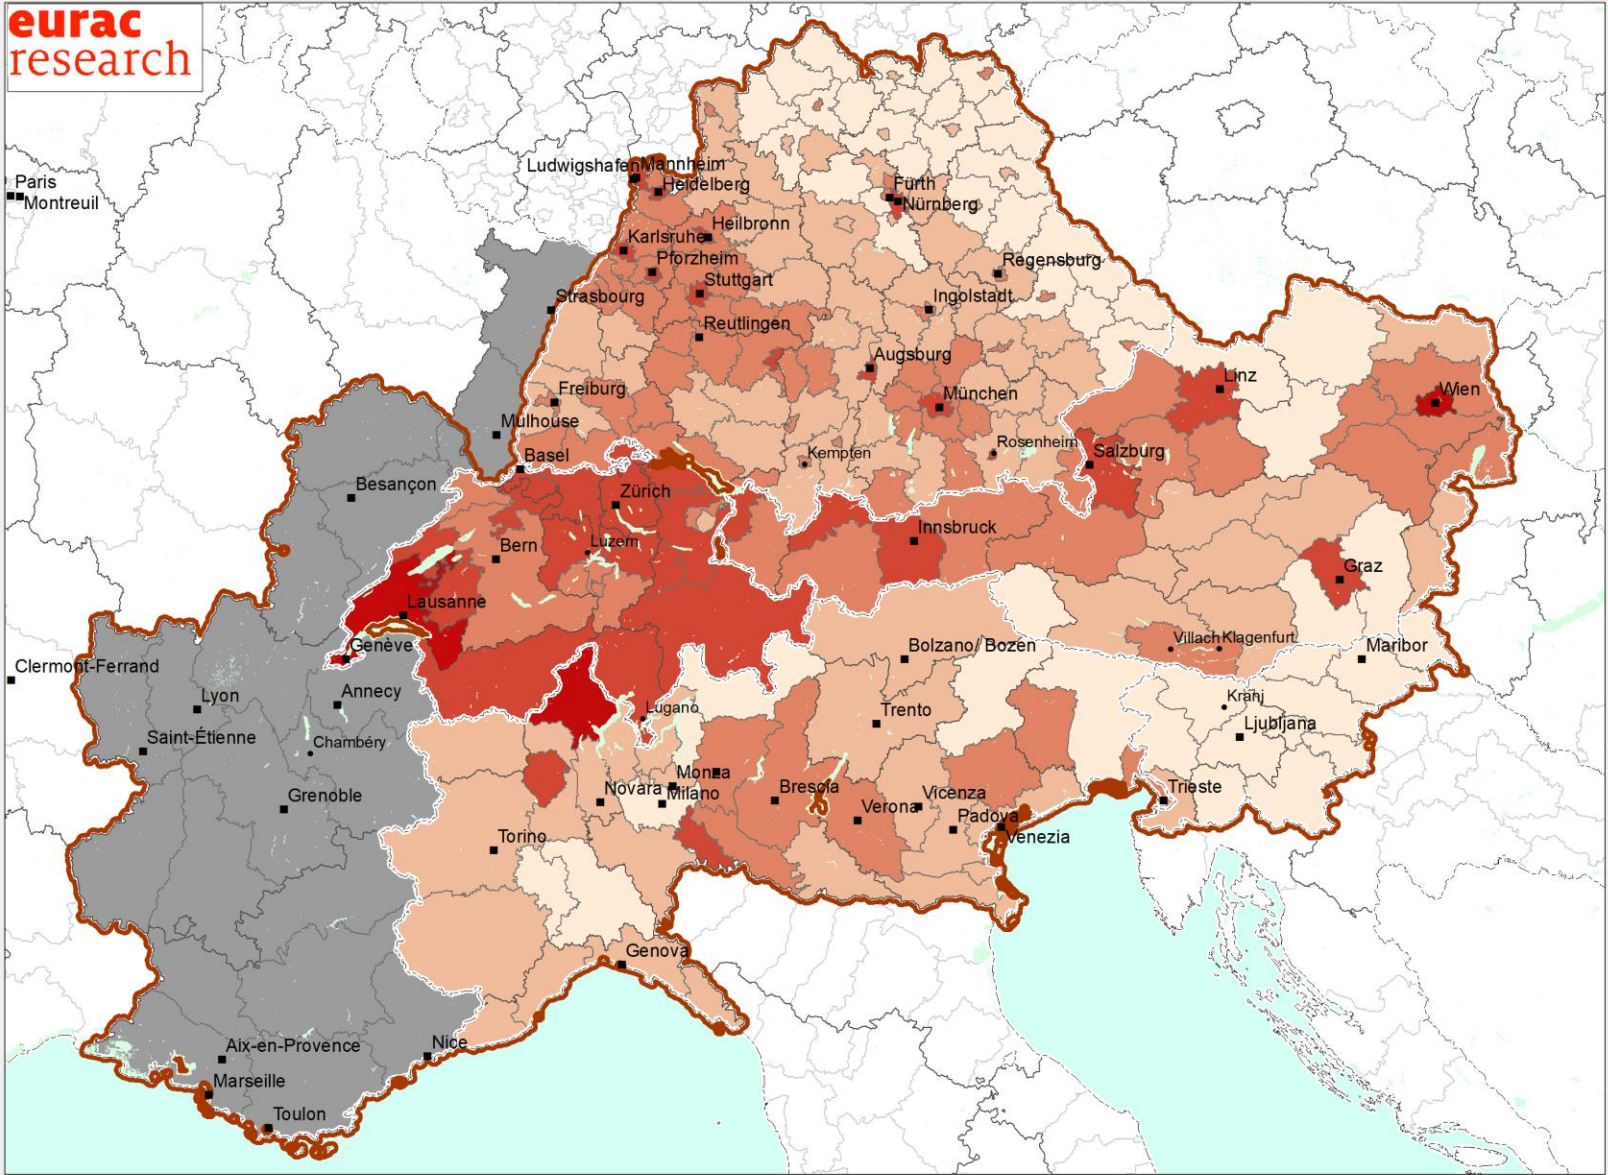 eurac
research
Paris
Montreuil
Ludwigshafen
Mannheim
Heidelberg
Fürth
Nürnberg
Heilbronn
Karlsruhe
Pforzheim
Regensburg
Stuttgart
Strasbourg
Ingolstadt
Reutlingen
Augsburg
Linz
Wien
Freiburg
München
Mulhouse
Rosenheim
Kempten
Salzburg
Basel
Besançon
Zürich
Innsbruck
Bern
Luzern
Graz
Lausanne
Genève
Villach
Klagenfurt
Bolzano/ Bozen
Maribor
Clermont-Ferrand
Annecy
Lyon
Kranj
Lugano
Trento
Ljubljana
Saint-Étienne
Chambéry
Monza
Grenoble
Novara
Milano
Brescia
Verona
Vicenza
Trieste
Padova
Venezia
Torino
Genova
Nice
Aix-en-Provence
Marseille
Toulon